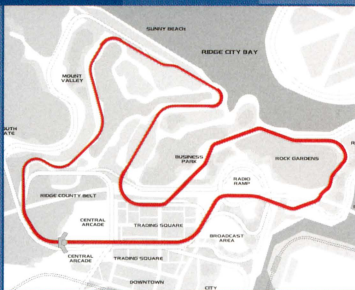 SUNNY BEACH
RIDGE CITY BAY
MOUNT
VALLEY
BUSINESS
PARK
ROCK GARDENS
RADIO
RAMP
RIDGE COUNTY BELT
CENTRAL
ARCADE
TRADING SQUARE
BROADCAST
AREA
CENTRAL
ARCADE
TRADING SQUARE
DOWNTOWN
CITY